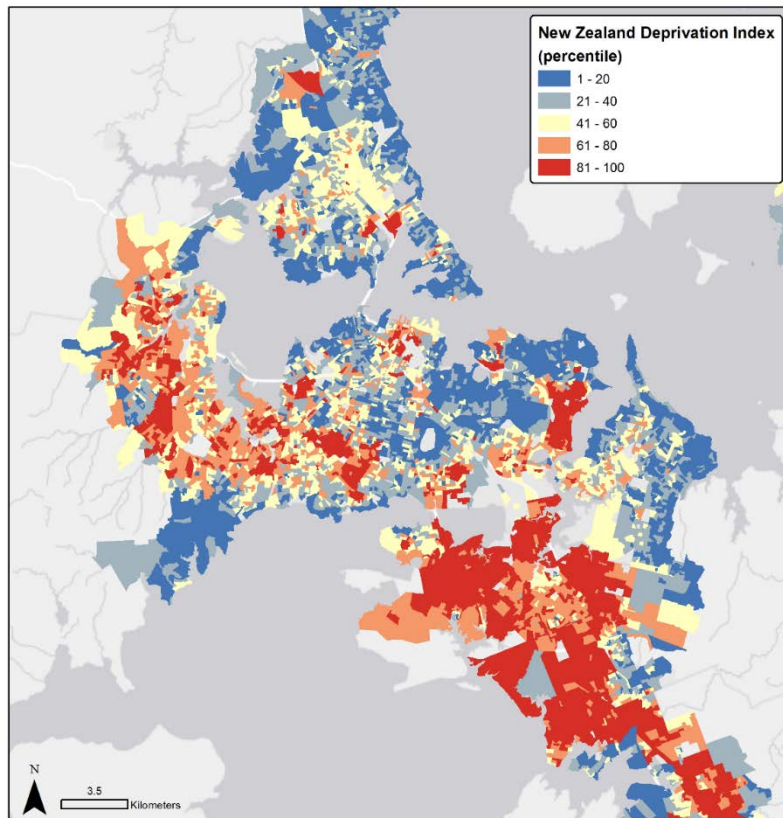 New Zealand Deprivation Index
(percentile)
1 - 20
21 - 40
41 - 60
61 - 80
81 - 100
N
3.5
Kilometers